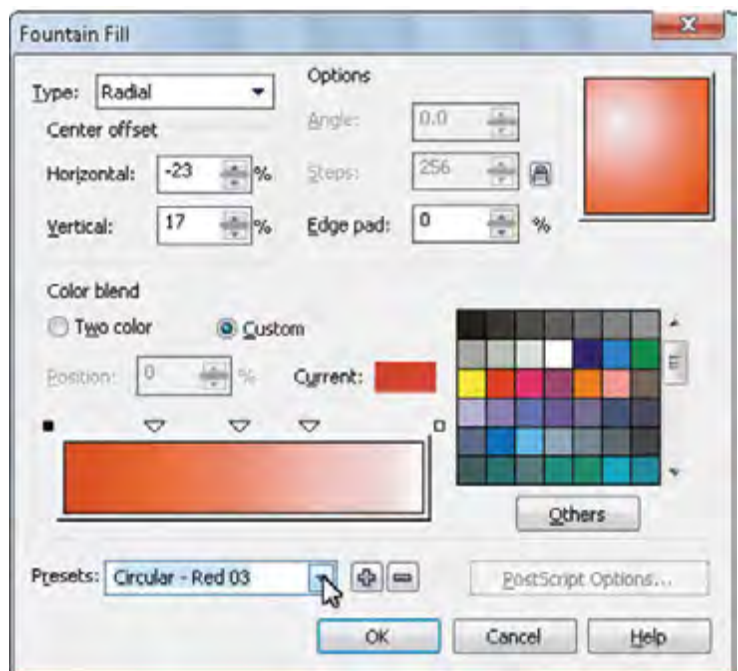 Fountain Fill
Type: Radial
Options
Center offset
Angle: 0.0
Horizontal: -23 %
Steps: 256
Vertical: 17 %
Edge pad: 0 %
Color blend
Two color
Custom
Position: 0 %
Current:
Others
Presets: Circular - Red 03
PostScript Options...
OK
Cancel
Help